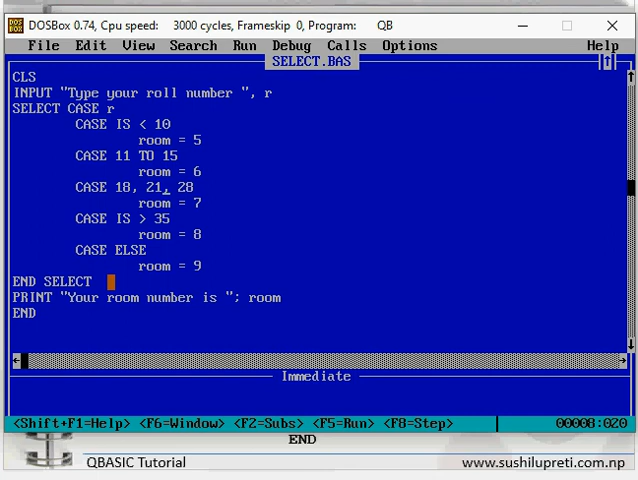 DOSBox 0.74, Cpu speed: 3000 cycles, Frameskip 0, Program: QB
File Edit View Search Run Debug Calls Options Help
SELECT.BAS
CLS
INPUT "Type your roll number ", r
SELECT CASE r
CASE IS < 10
room = 5
CASE 11 TO 15
room = 6
CASE 18, 21, 28
room = 7
CASE IS > 35
room = 8
CASE ELSE
room = 9
END SELECT
PRINT "Your room number is "; room
END
Immediate
<Shift+F1=Help> <F6=Window> <F2=Subs> <F5=Run> <F8=Step> 00008:020
END
QBASIC Tutorial www.sushilupreti.com.np